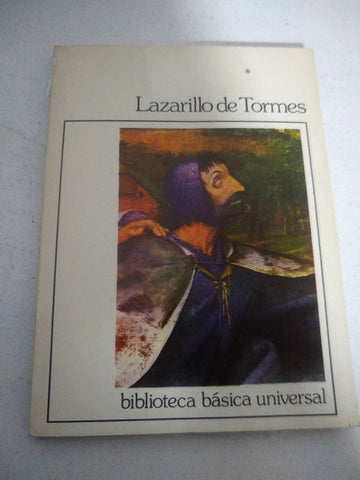 Lazarillo de Tormes
biblioteca básica universal